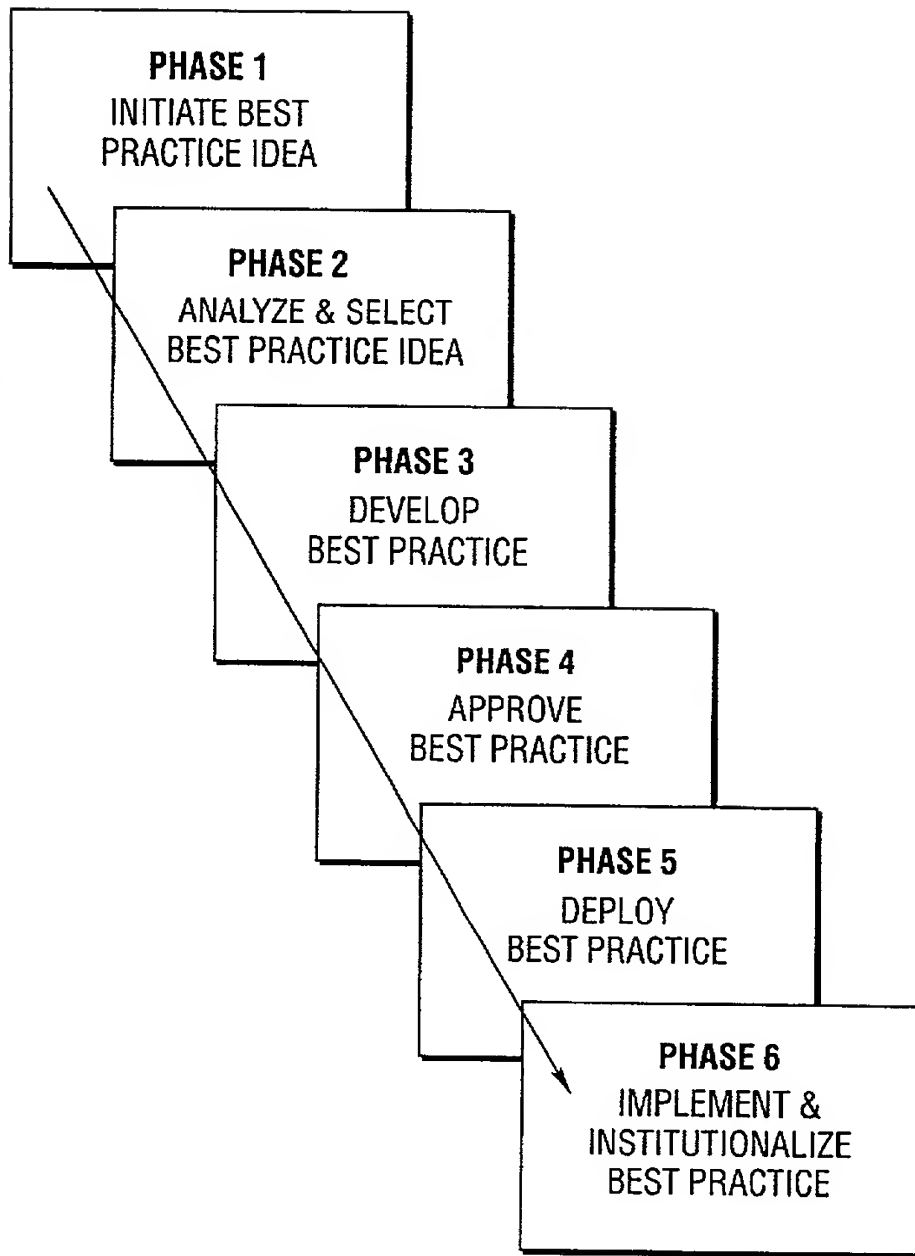 PHASE 1
INITIATE BEST
PRACTICE IDEA
PHASE 2
ANALYZE & SELECT
BEST PRACTICE IDEA
PHASE 3
DEVELOP
BEST PRACTICE
PHASE 4
APPROVE
BEST PRACTICE
PHASE 5
DEPLOY
BEST PRACTICE
PHASE 6
IMPLEMENT &
INSTITUTIONALIZE
BEST PRACTICE